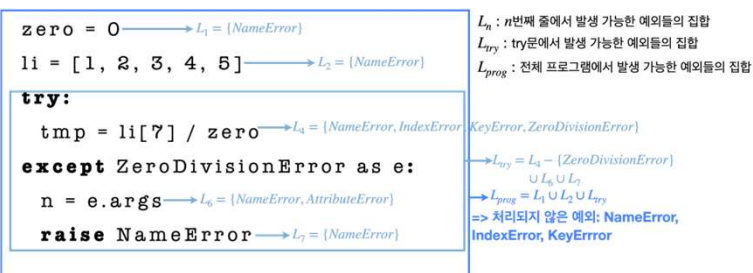 zero = 0 L₁ = {NameError}
li = [1, 2, 3, 4, 5] L₂ = {NameError}
try:
tmp = li[7] / zero L₄ = {NameError, IndexError, KeyError, ZeroDivisionError}
except ZeroDivisionError as e:
n = e.args L₆ = {NameError, AttributeError}
raise NameError L₇ = {NameError}
Lₙ : n번째 줄에서 발생 가능한 예외들의 집합
L_try : try문에서 발생 가능한 예외들의 집합
L_prog : 전체 프로그램에서 발생 가능한 예외들의 집합
L_try = L₄ − {ZeroDivisionError}
∪ L₆ ∪ L₇
L_prog = L₁ ∪ L₂ ∪ L_try
=> 처리되지 않은 예외: NameError,
IndexError, KeyErrror